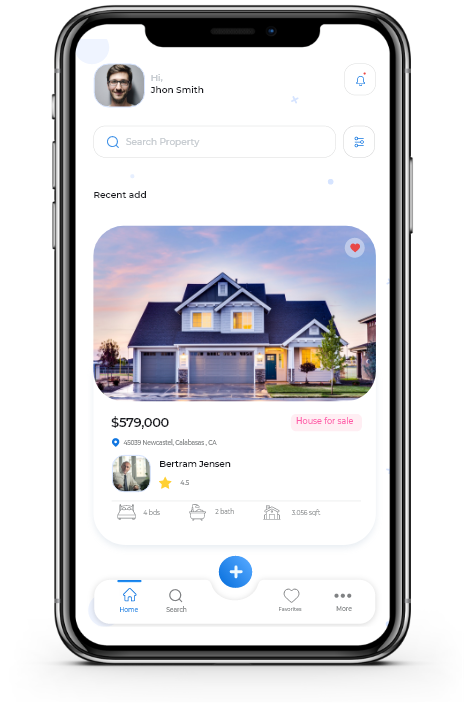 Hi,
Jhon Smith
Search Property
Recent add
$579,000
House for sale
45039 Newcastel, Calabasas , CA
Bertram Jensen
4.5
4 bds
2 bath
3.056 sqft
Home
Search
Favorites
More